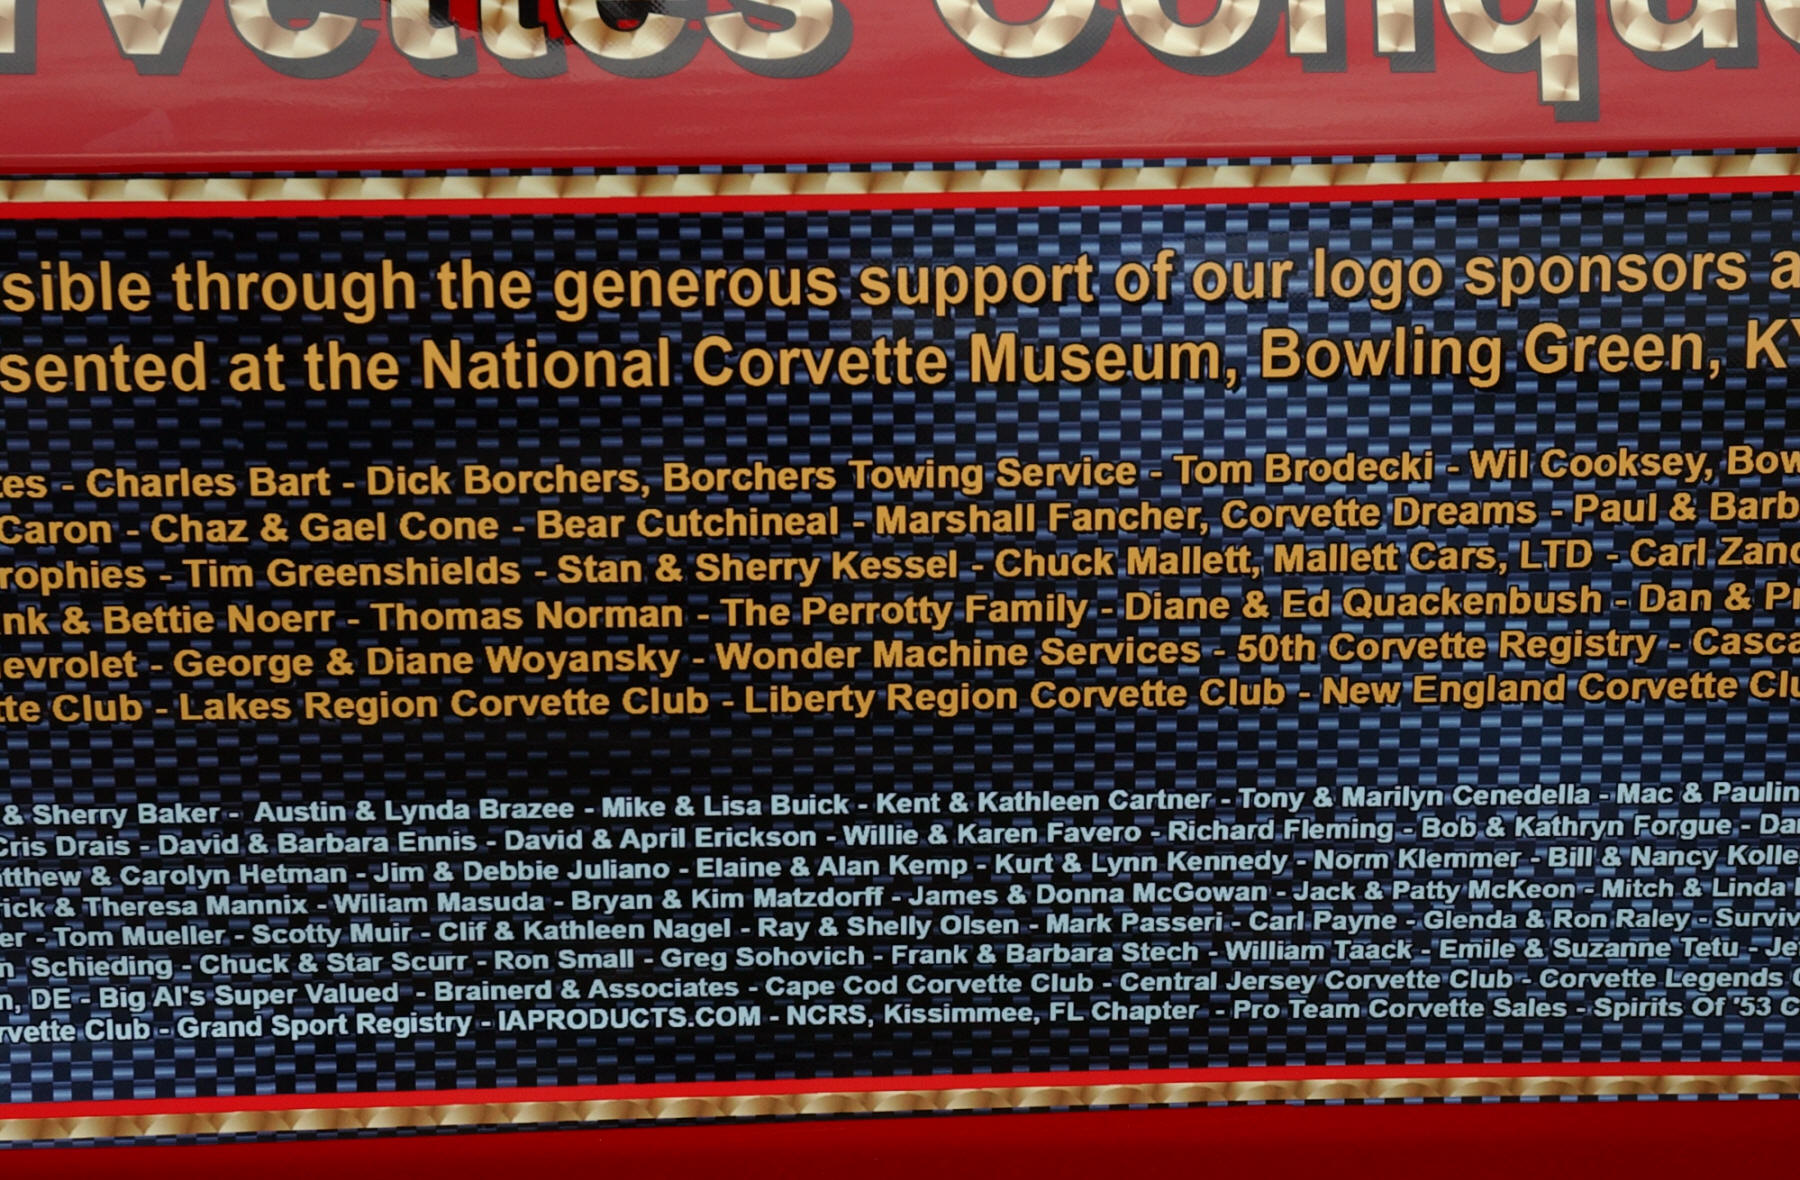 rvettes Conque
sible through the generous support of our logo sponsors a
sented at the National Corvette Museum, Bowling Green, KY
tes - Charles Bart - Dick Borchers, Borchers Towing Service - Tom Brodecki - Wil Cooksey, Bow
Caron - Chaz & Gael Cone - Bear Cutchineal - Marshall Fancher, Corvette Dreams - Paul & Barb
rophies - Tim Greenshields - Stan & Sherry Kessel - Chuck Mallett, Mallett Cars, LTD - Carl Zano
nk & Bettie Noerr - Thomas Norman - The Perrotty Family - Diane & Ed Quackenbush - Dan & Pr
evrolet - George & Diane Woyansky - Wonder Machine Services - 50th Corvette Registry - Casca
tte Club - Lakes Region Corvette Club - Liberty Region Corvette Club - New England Corvette Clu
& Sherry Baker - Austin & Lynda Brazee - Mike & Lisa Buick - Kent & Kathleen Cartner - Tony & Marilyn Cenedella - Mac & Paulin
Cris Drais - David & Barbara Ennis - David & April Erickson - Willie & Karen Favero - Richard Fleming - Bob & Kathryn Forgue - Da
tthew & Carolyn Hetman - Jim & Debbie Juliano - Elaine & Alan Kemp - Kurt & Lynn Kennedy - Norm Klemmer - Bill & Nancy Kolle
rick & Theresa Mannix - Wiliam Masuda - Bryan & Kim Matzdorff - James & Donna McGowan - Jack & Patty McKeon - Mitch & Linda
er - Tom Mueller - Scotty Muir - Clif & Kathleen Nagel - Ray & Shelly Olsen - Mark Passeri - Carl Payne - Glenda & Ron Raley - Surviv
n Schieding - Chuck & Star Scurr - Ron Small - Greg Sohovich - Frank & Barbara Stech - William Taack - Emile & Suzanne Tetu - Je
n, DE - Big Al's Super Valued - Brainerd & Associates - Cape Cod Corvette Club - Central Jersey Corvette Club - Corvette Legends
rvette Club - Grand Sport Registry - IAPRODUCTS.COM - NCRS, Kissimmee, FL Chapter - Pro Team Corvette Sales - Spirits Of '53 C